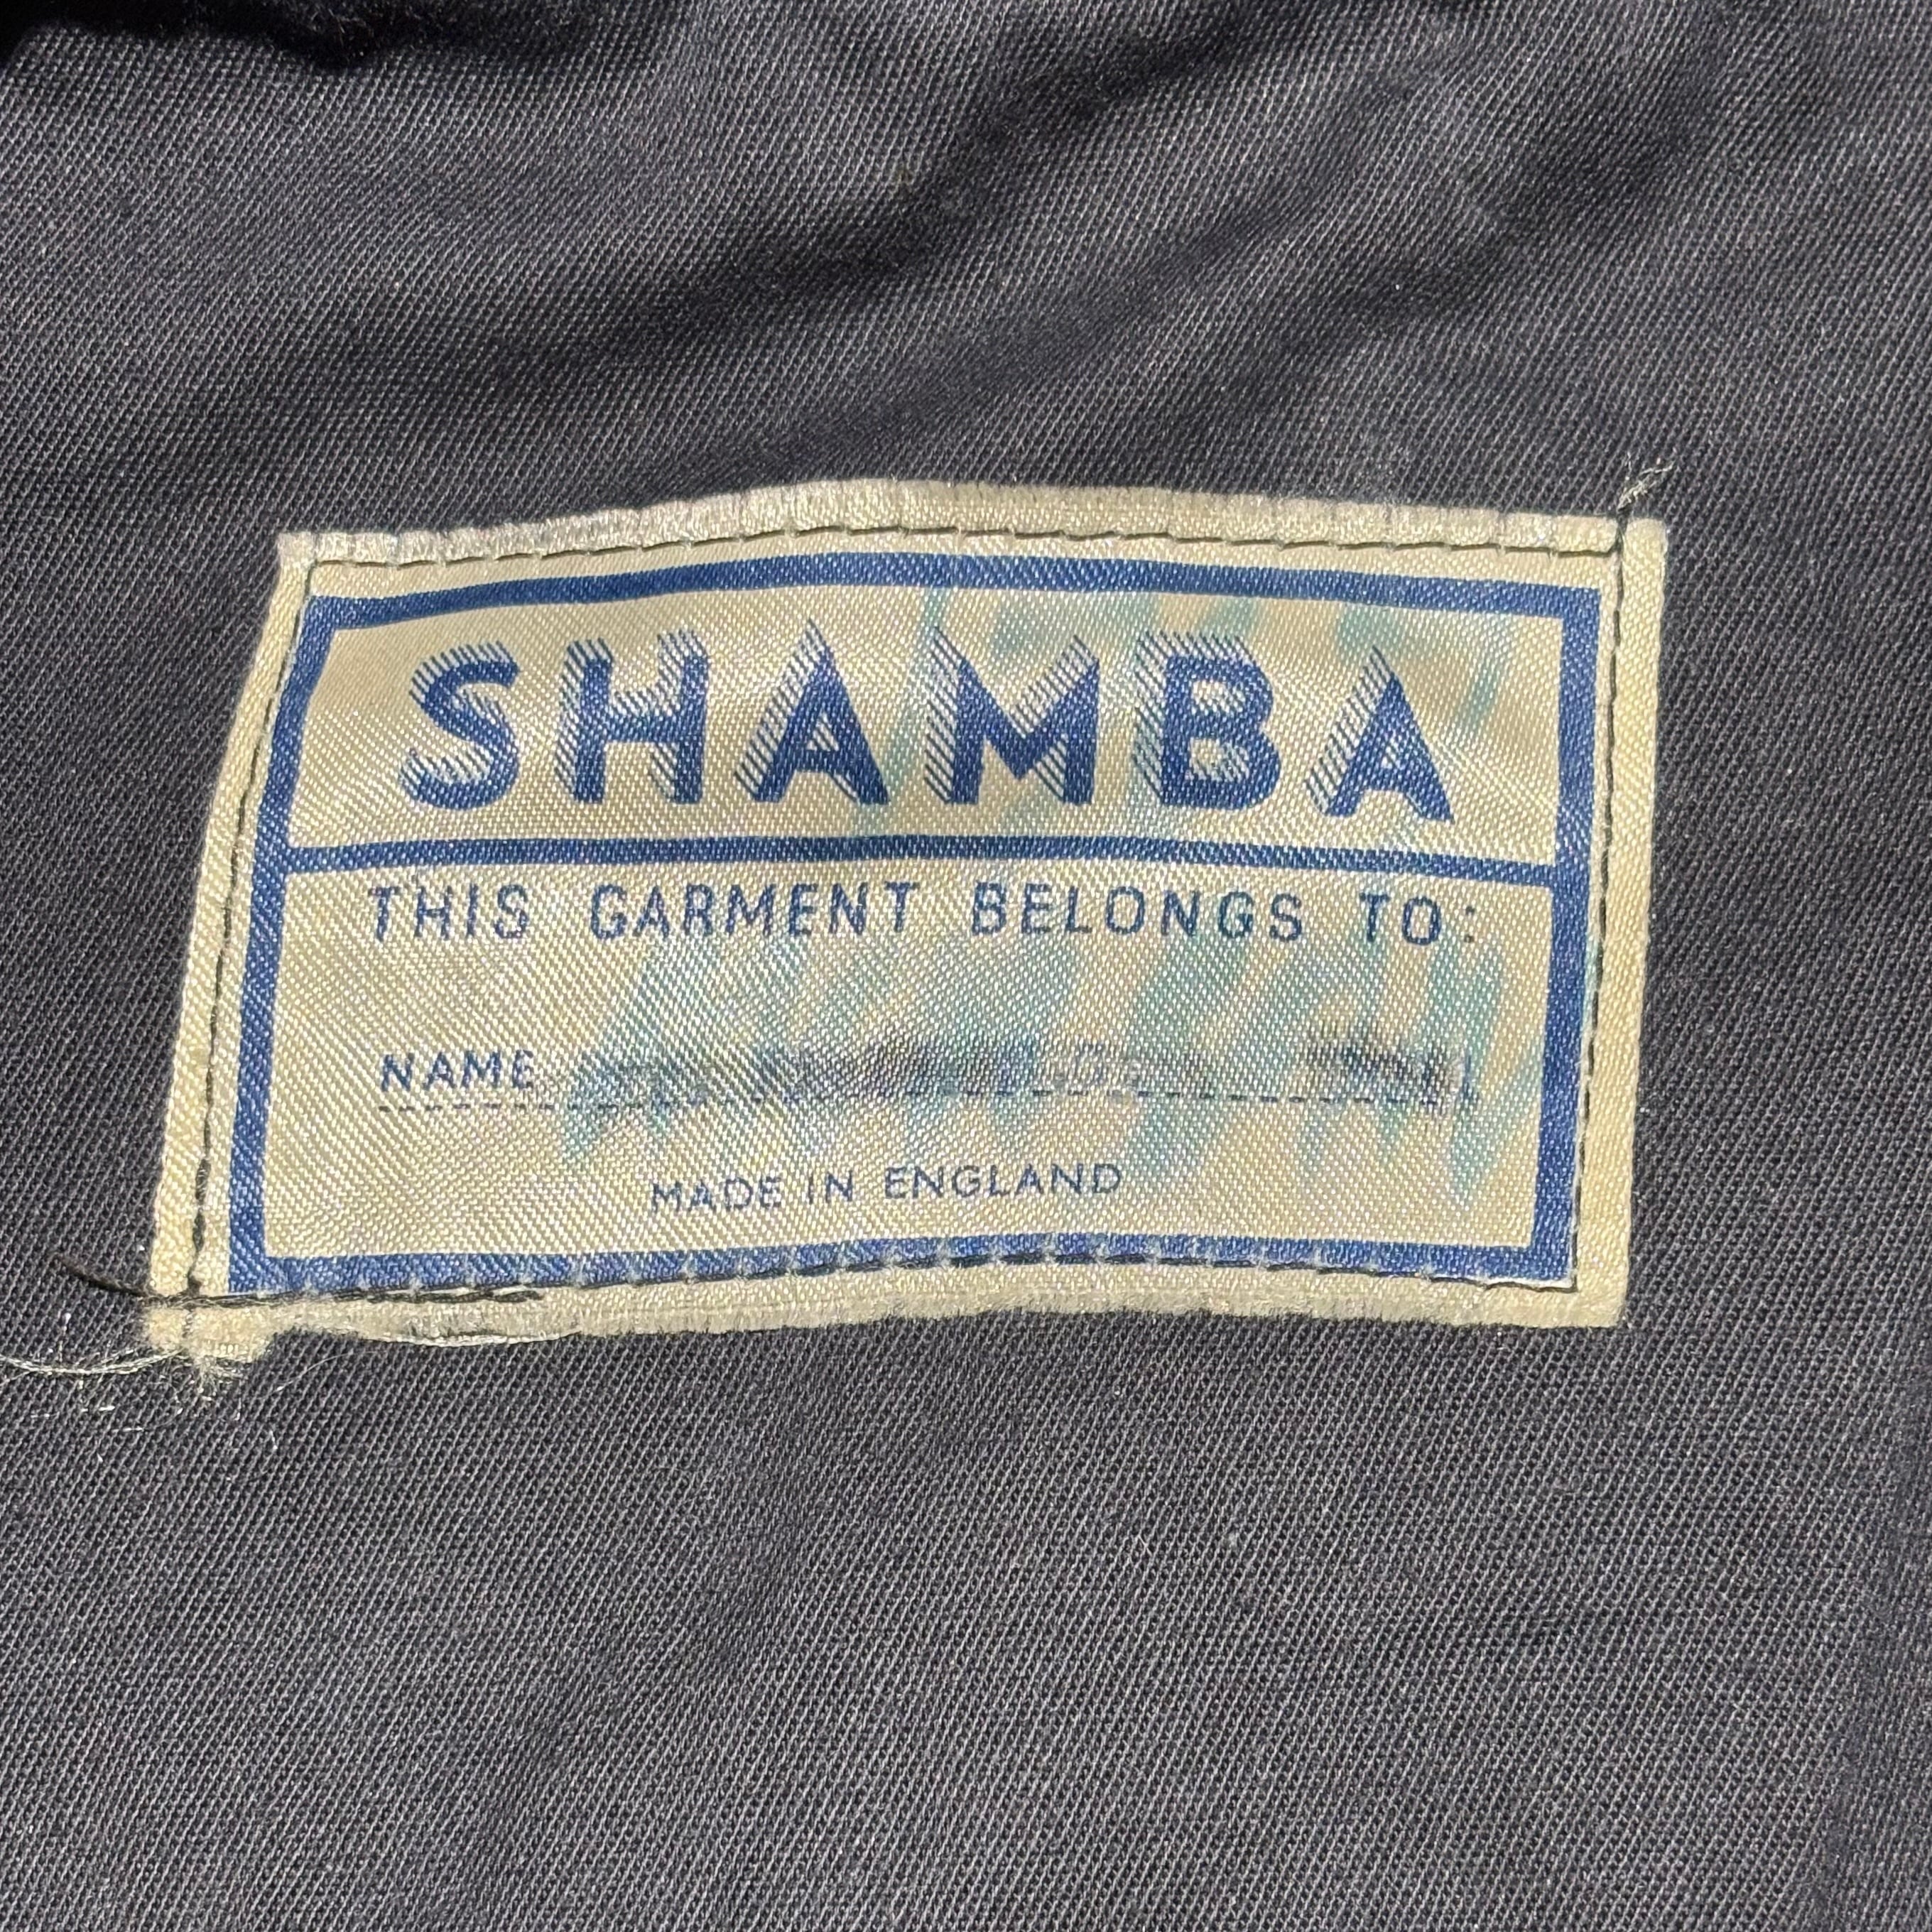 SHAMBA
THIS GARMENT BELONGS TO:
NAME
MADE IN ENGLAND